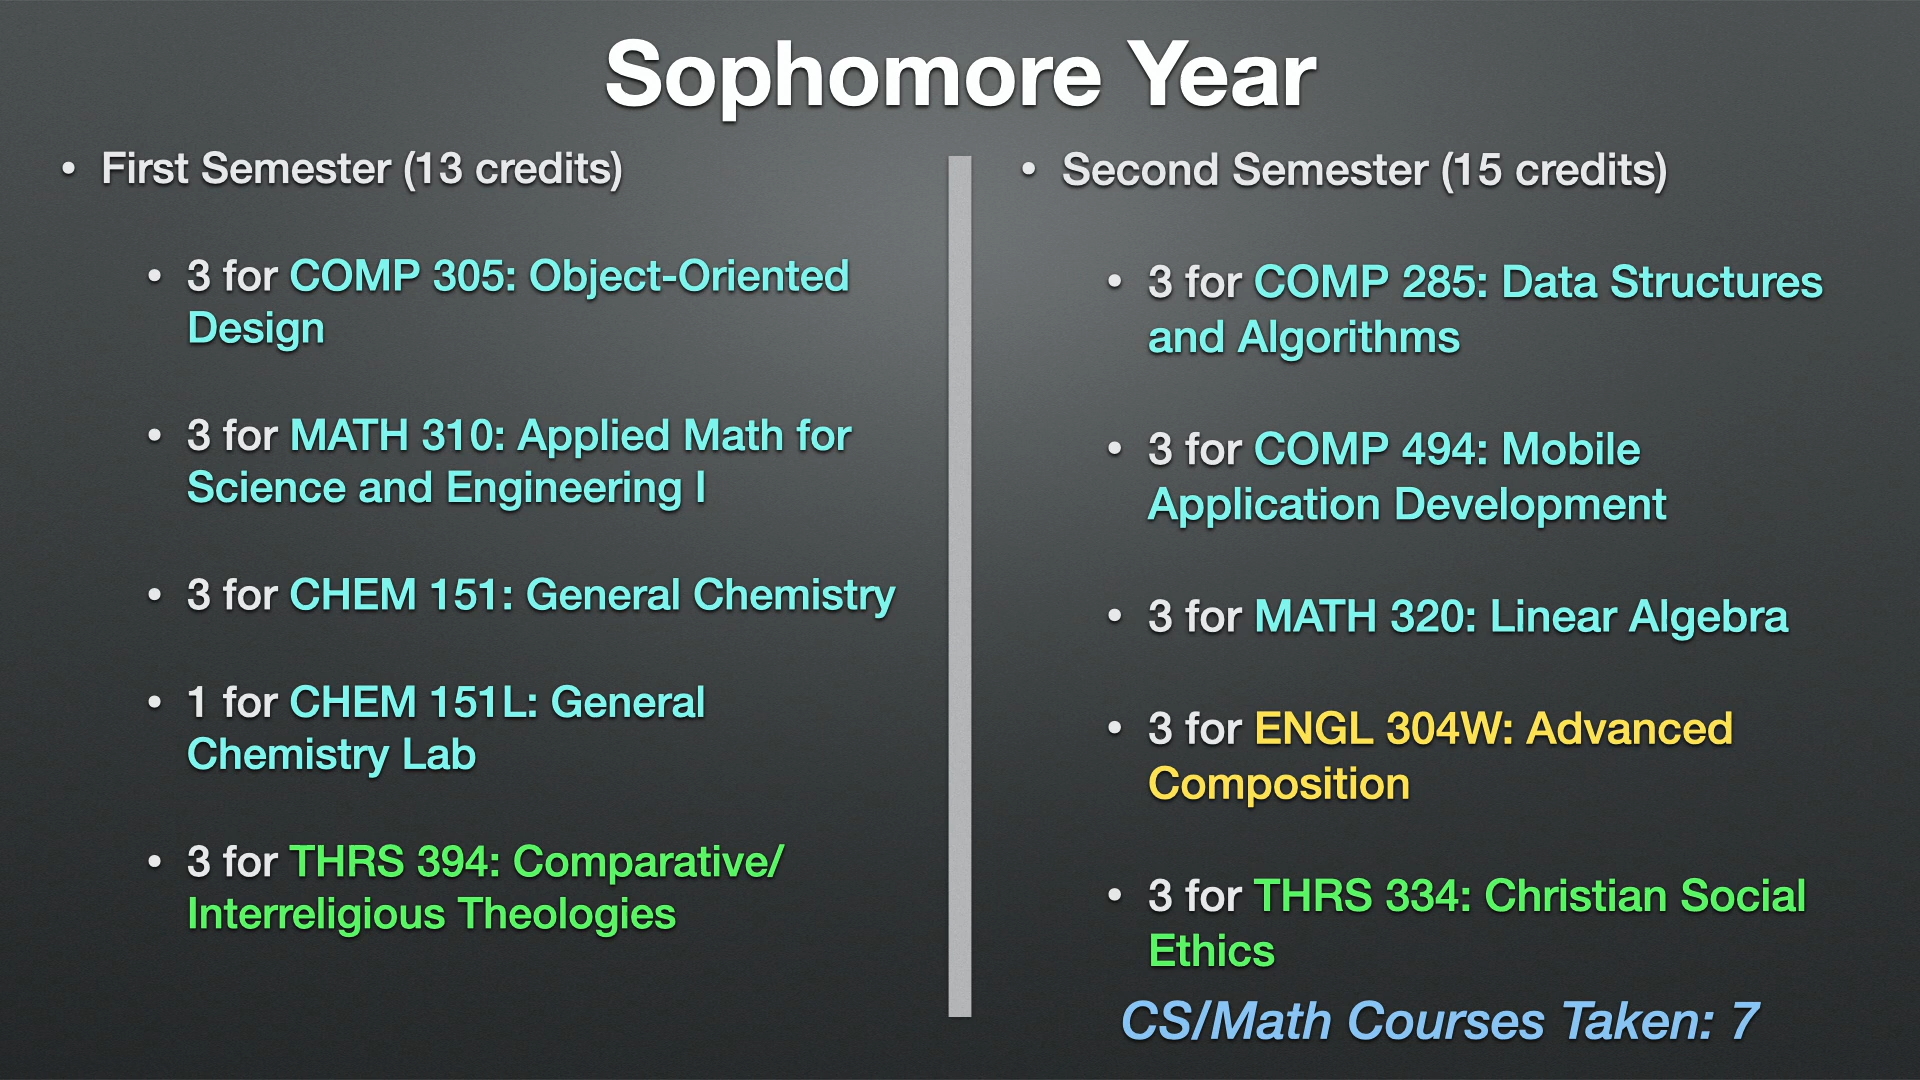 Sophomore Year
• First Semester (13 credits)
• 3 for COMP 305: Object-Oriented
Design
• 3 for MATH 310: Applied Math for
Science and Engineering I
• 3 for CHEM 151: General Chemistry
• 1 for CHEM 151L: General
Chemistry Lab
• 3 for THRS 394: Comparative/
Interreligious Theologies
• Second Semester (15 credits)
• 3 for COMP 285: Data Structures
and Algorithms
• 3 for COMP 494: Mobile
Application Development
• 3 for MATH 320: Linear Algebra
• 3 for ENGL 304W: Advanced
Composition
• 3 for THRS 334: Christian Social
Ethics
CS/Math Courses Taken: 7